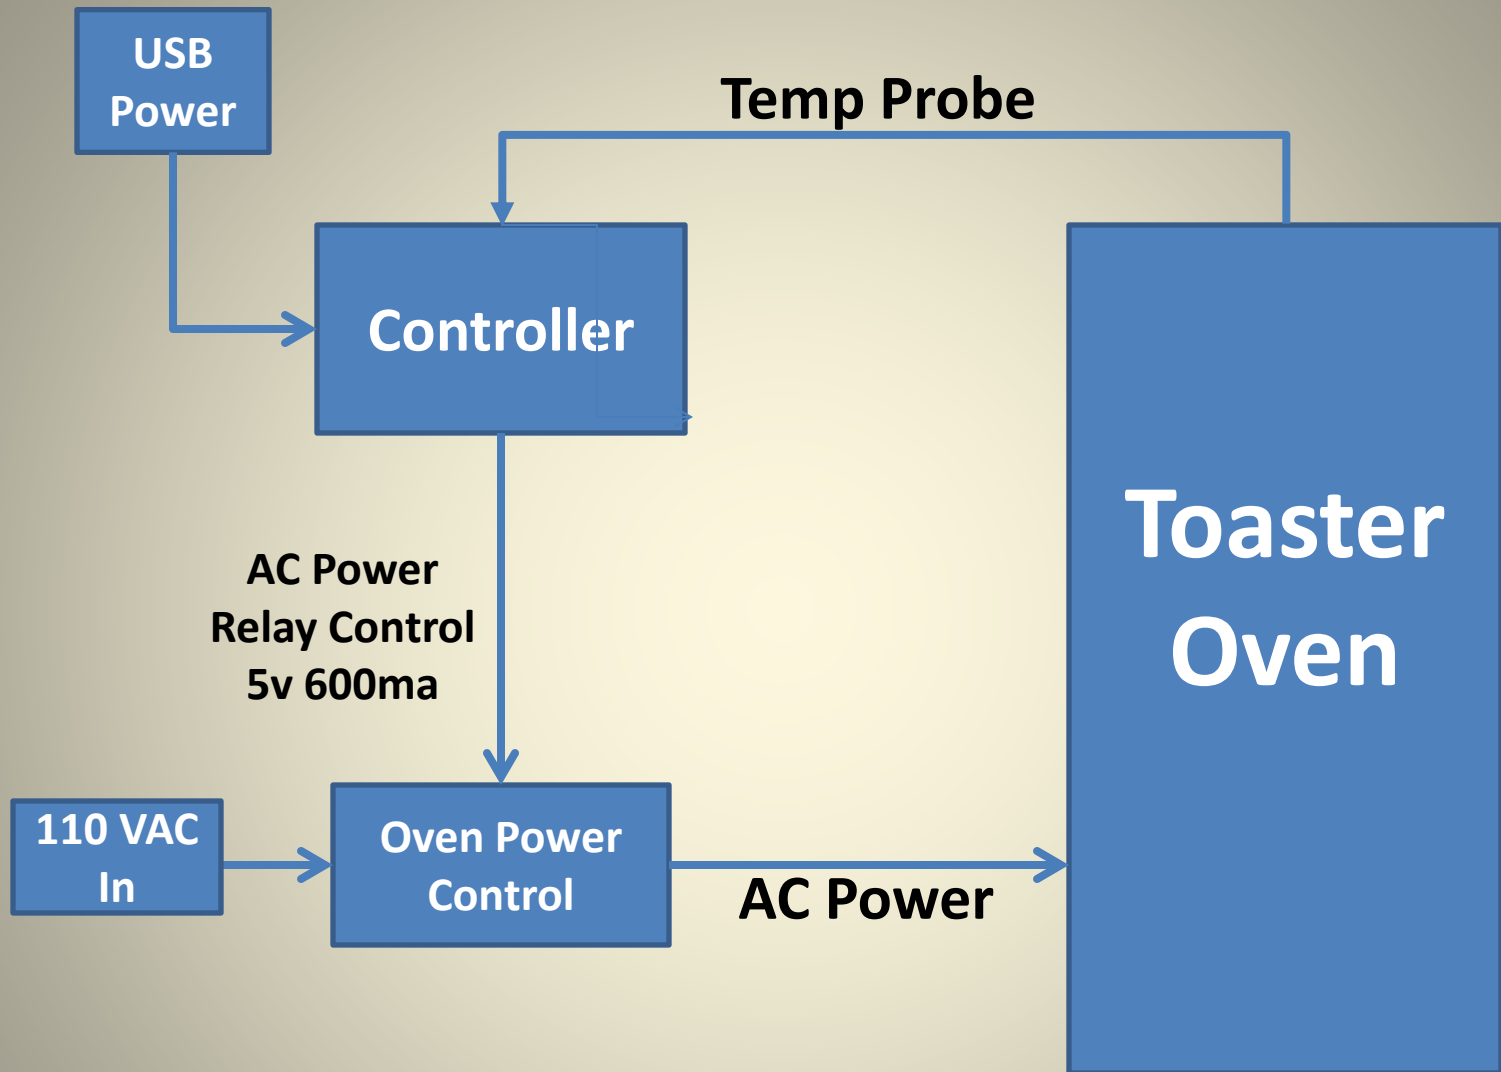 USB
Power
Temp Probe
Controller
Toaster
Oven
AC Power
Relay Control
5v 600ma
110 VAC
In
Oven Power
Control
AC Power